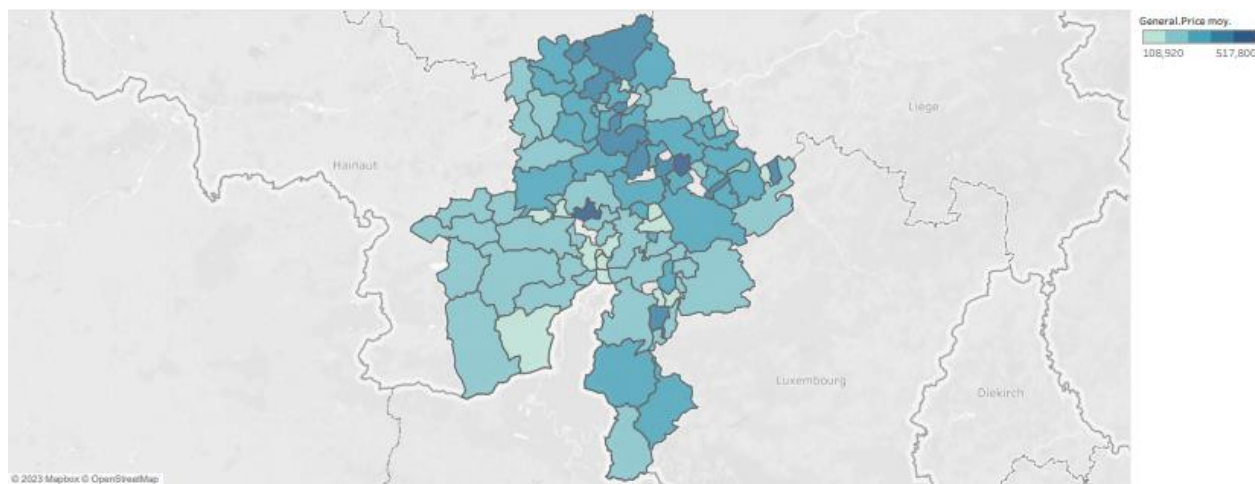 General.Price moy.
108,920 517,800
Liège
Hainaut
Luxembourg
Diekirch
© 2023 Mapbox © OpenStreetMap